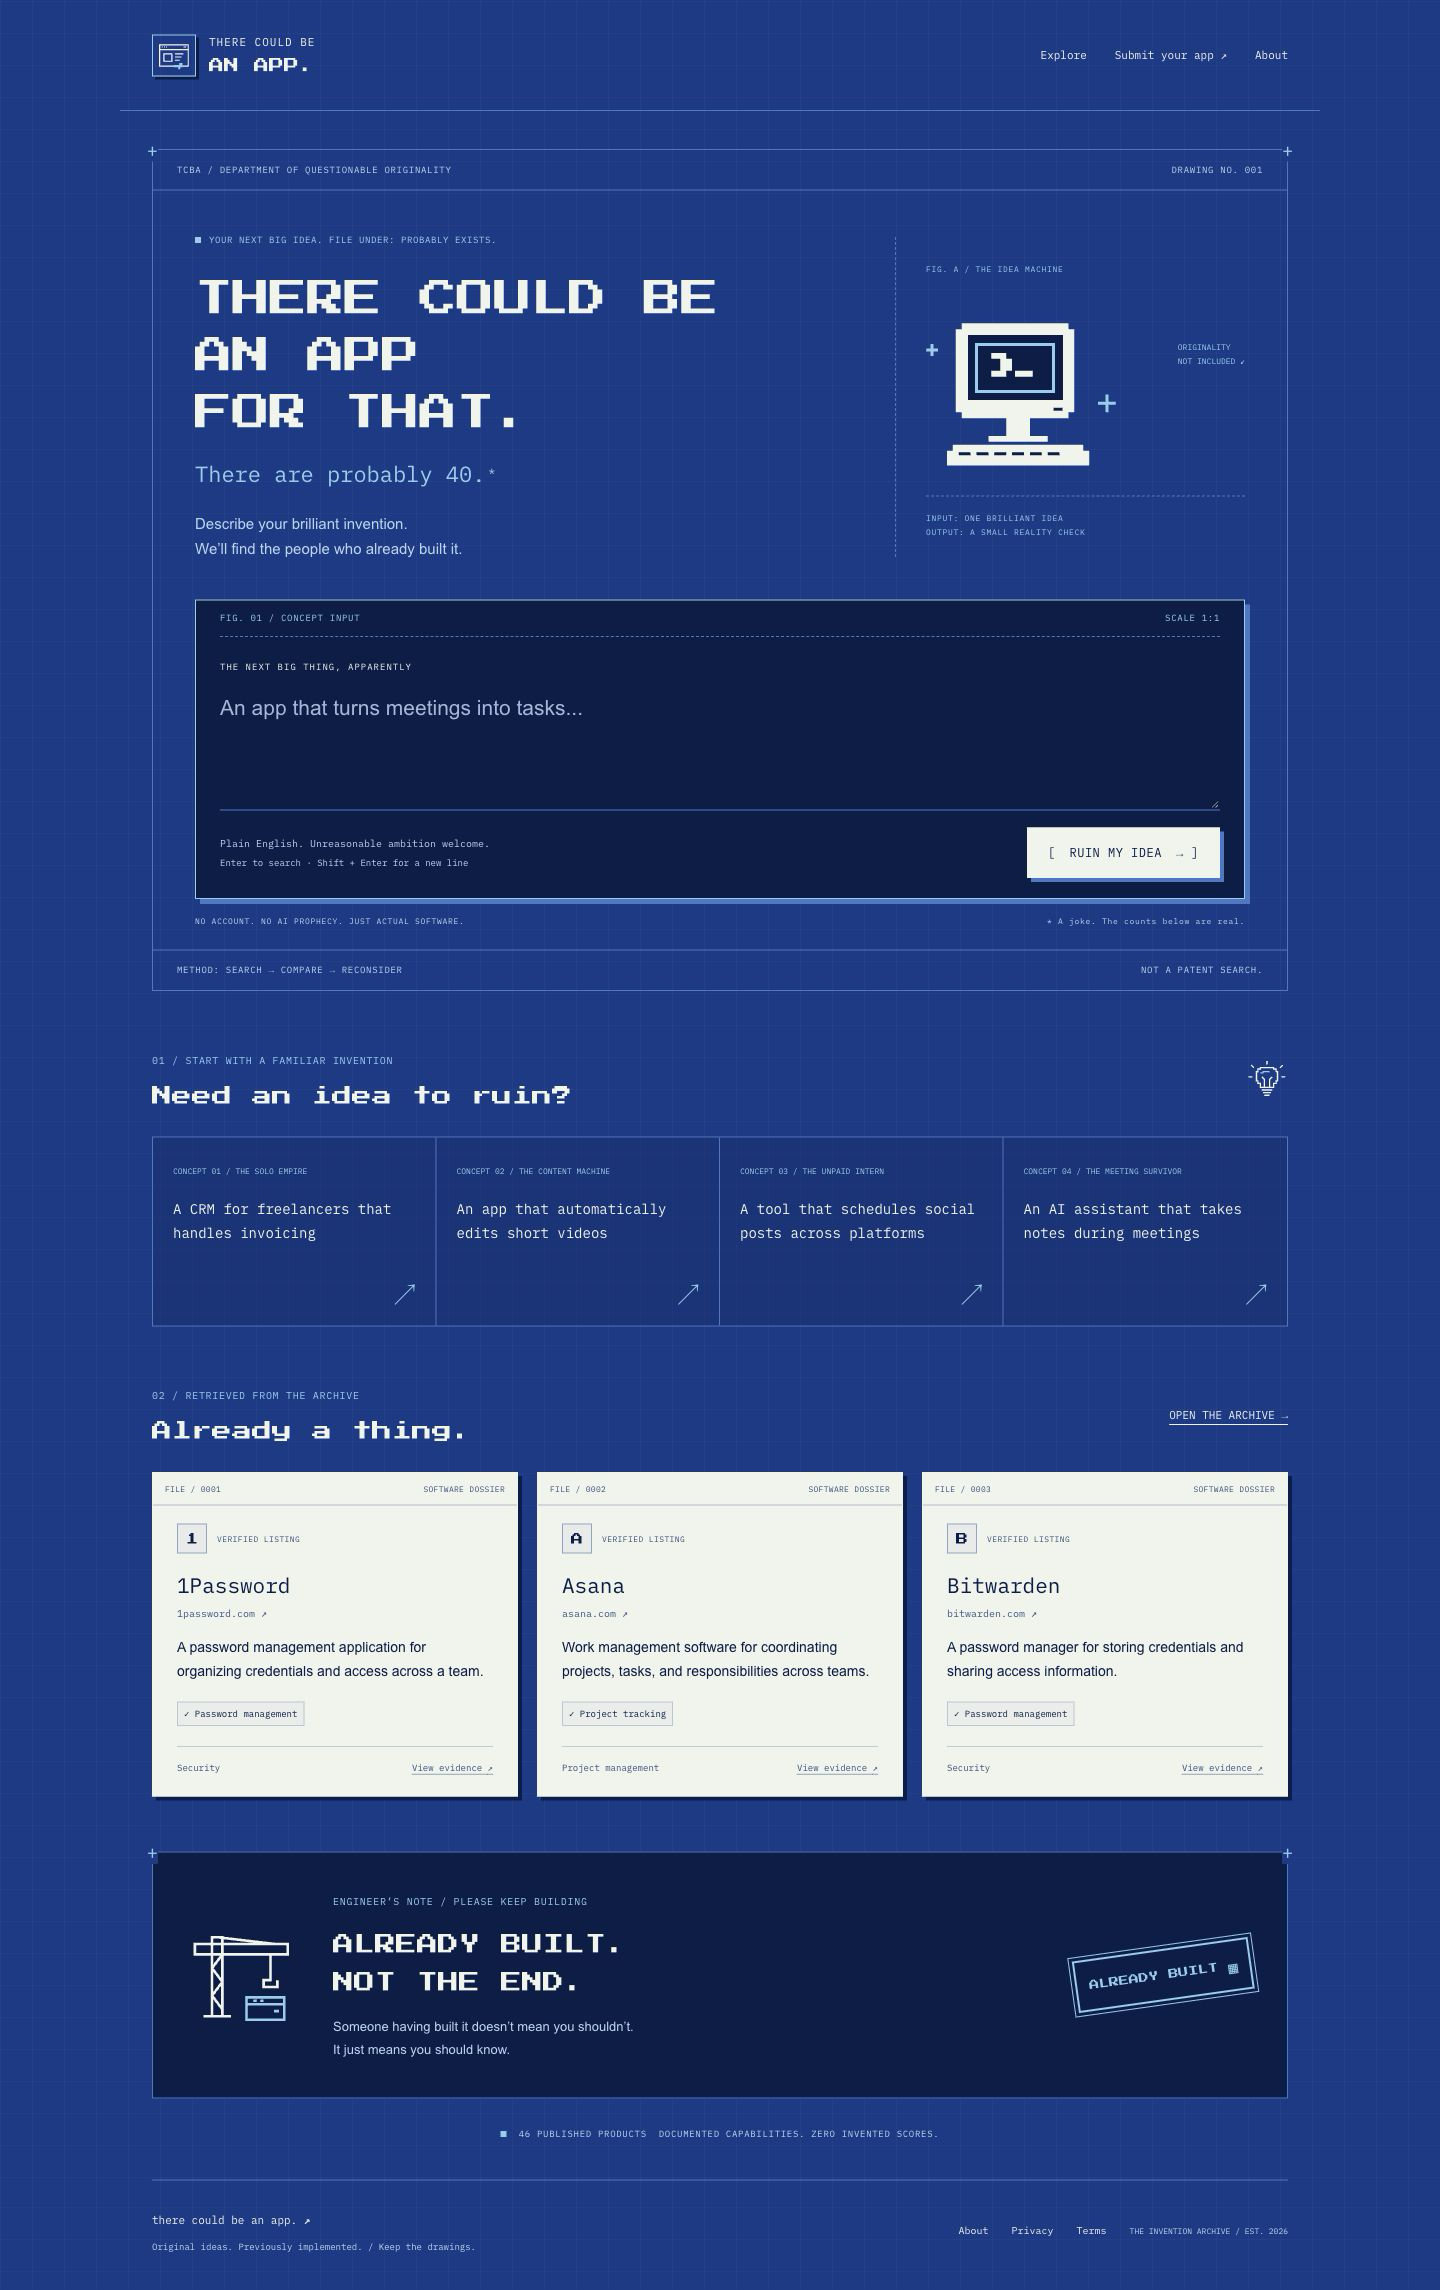 THERE COULD BE
AN APP.
Explore
Submit your app ↗
About
TCBA / DEPARTMENT OF QUESTIONABLE ORIGINALITY
DRAWING NO. 001
YOUR NEXT BIG IDEA. FILE UNDER: PROBABLY EXISTS.
THERE COULD BE
AN APP
FOR THAT.
There are probably 40.*
Describe your brilliant invention.
We’ll find the people who already built it.
FIG. A / THE IDEA MACHINE
ORIGINALITY
NOT INCLUDED ↙
INPUT: ONE BRILLIANT IDEA
OUTPUT: A SMALL REALITY CHECK
FIG. 01 / CONCEPT INPUT
SCALE 1:1
THE NEXT BIG THING, APPARENTLY
An app that turns meetings into tasks...
Plain English. Unreasonable ambition welcome.
Enter to search · Shift + Enter for a new line
[ RUIN MY IDEA → ]
NO ACCOUNT. NO AI PROPHECY. JUST ACTUAL SOFTWARE.
* A joke. The counts below are real.
METHOD: SEARCH → COMPARE → RECONSIDER
NOT A PATENT SEARCH.
01 / START WITH A FAMILIAR INVENTION
Need an idea to ruin?
CONCEPT 01 / THE SOLO EMPIRE
A CRM for freelancers that
handles invoicing
CONCEPT 02 / THE CONTENT MACHINE
An app that automatically
edits short videos
CONCEPT 03 / THE UNPAID INTERN
A tool that schedules social
posts across platforms
CONCEPT 04 / THE MEETING SURVIVOR
An AI assistant that takes
notes during meetings
02 / RETRIEVED FROM THE ARCHIVE
Already a thing.
OPEN THE ARCHIVE →
FILE / 0001
SOFTWARE DOSSIER
1
VERIFIED LISTING
1Password
1password.com ↗
A password management application for
organizing credentials and access across a team.
✓ Password management
Security
View evidence ↗
FILE / 0002
SOFTWARE DOSSIER
A
VERIFIED LISTING
Asana
asana.com ↗
Work management software for coordinating
projects, tasks, and responsibilities across teams.
✓ Project tracking
Project management
View evidence ↗
FILE / 0003
SOFTWARE DOSSIER
B
VERIFIED LISTING
Bitwarden
bitwarden.com ↗
A password manager for storing credentials and
sharing access information.
✓ Password management
Security
View evidence ↗
ENGINEER’S NOTE / PLEASE KEEP BUILDING
ALREADY BUILT.
NOT THE END.
Someone having built it doesn’t mean you shouldn’t.
It just means you should know.
ALREADY BUILT ▩
46 PUBLISHED PRODUCTS DOCUMENTED CAPABILITIES. ZERO INVENTED SCORES.
there could be an app. ↗
Original ideas. Previously implemented. / Keep the drawings.
About
Privacy
Terms
THE INVENTION ARCHIVE / EST. 2026